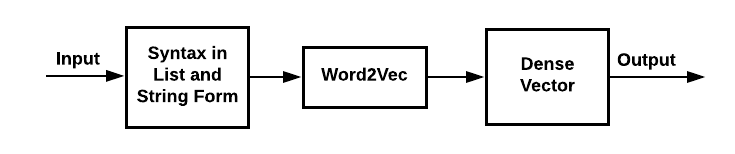 Input
Syntax in
List and
String Form
Word2Vec
Dense
Vector
Output